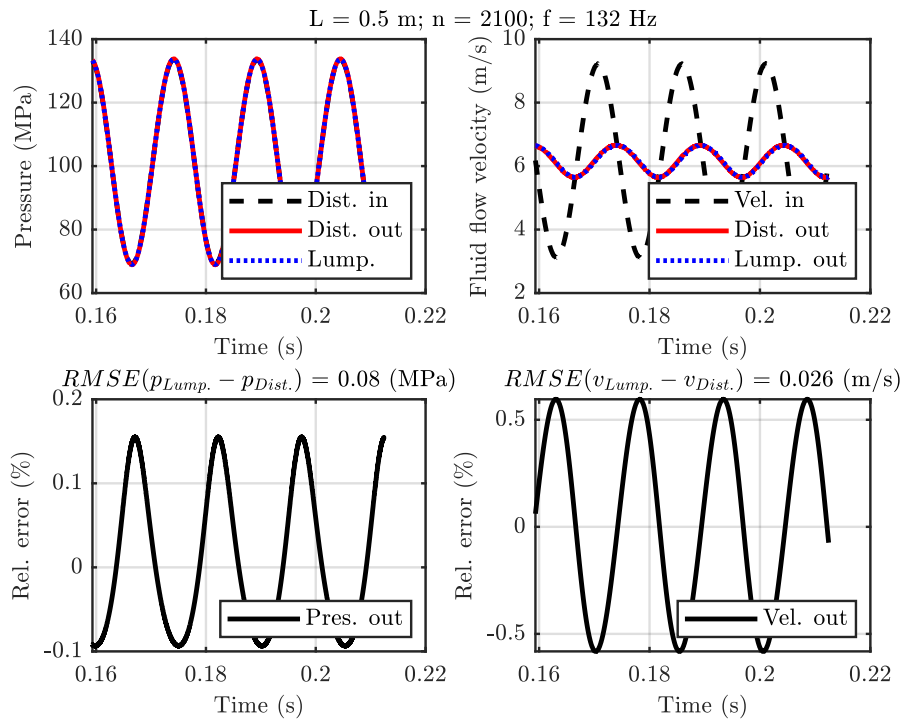 L = 0.5 m; n = 2100; f = 132 Hz
Pressure (MPa)
140
120
100
80
60
Dist. in
Dist. out
Lump.
0.16 0.18 0.2 0.22
Time (s)
Fluid flow velocity (m/s)
10
8
6
4
2
Vel. in
Dist. out
Lump. out
0.16 0.18 0.2 0.22
Time (s)
RMSE(p_Lump. − p_Dist.) = 0.08 (MPa)
Rel. error (%)
0.2
0.1
0
-0.1
Pres. out
0.16 0.18 0.2 0.22
Time (s)
RMSE(v_Lump. − v_Dist.) = 0.026 (m/s)
Rel. error (%)
0.5
0
-0.5
Vel. out
0.16 0.18 0.2 0.22
Time (s)